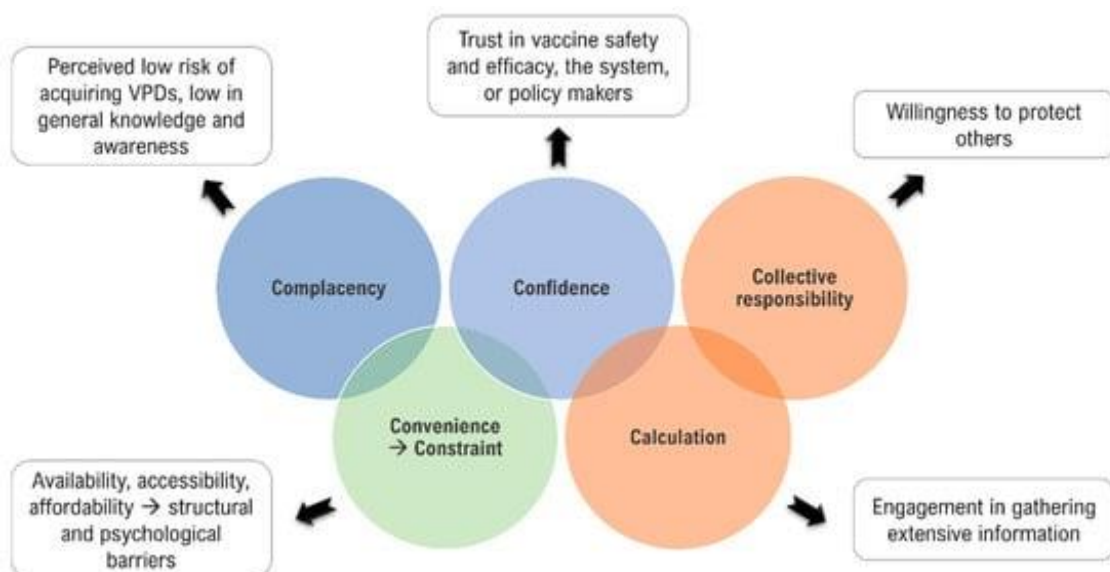 Perceived low risk of
acquiring VPDs, low in
general knowledge and
awareness
Trust in vaccine safety
and efficacy, the system,
or policy makers
Willingness to protect
others
Complacency
Confidence
Collective
responsibility
Convenience
→ Constraint
Calculation
Availability, accessibility,
affordability → structural
and psychological
barriers
Engagement in gathering
extensive information